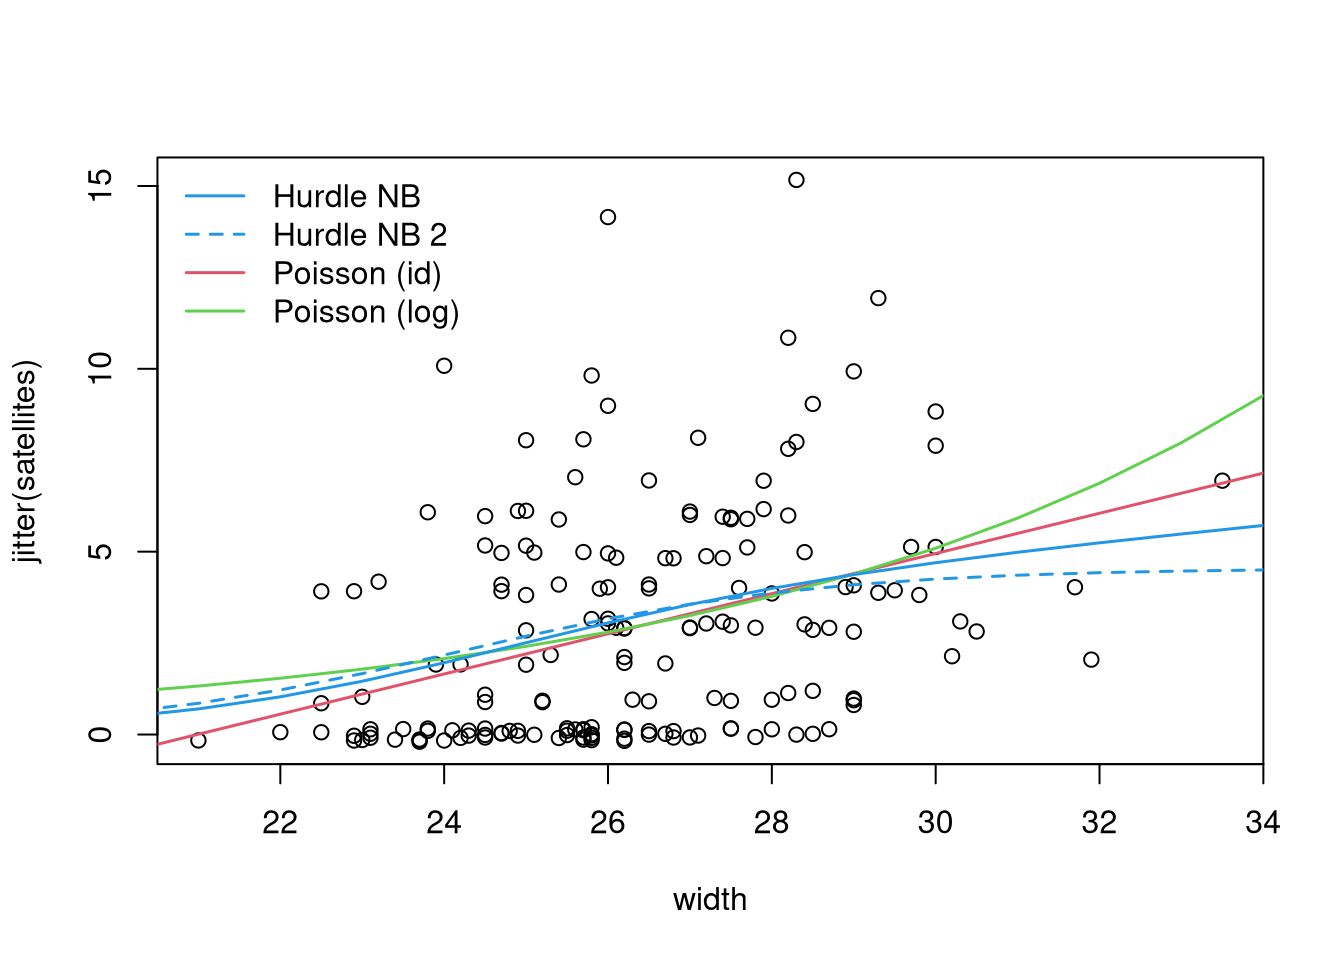 Hurdle NB
Hurdle NB 2
Poisson (id)
Poisson (log)
jitter(satellites)
15
10
5
0
22 24 26 28 30 32 34
width